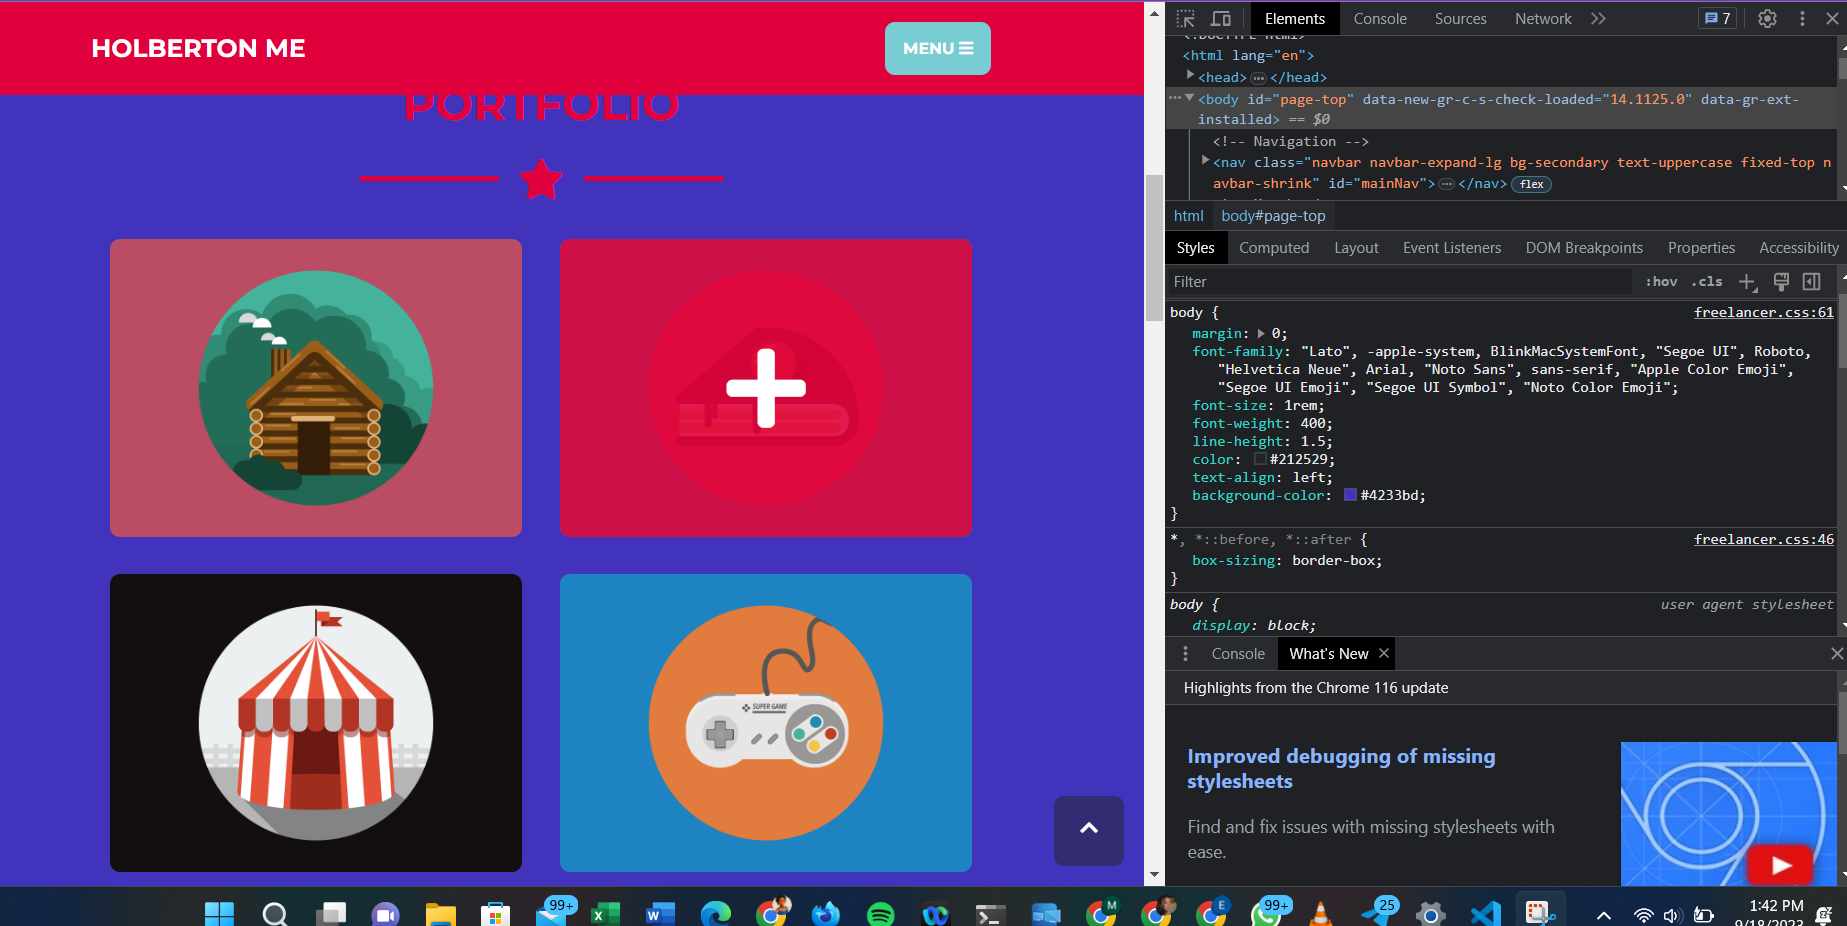 HOLBERTON ME
MENU
PORTFOLIO
SUPER GAME
Elements Console Sources Network 7
<!DOCTYPE html>
<html lang="en">
<head> </head>
<body id="page-top" data-new-gr-c-s-check-loaded="14.1125.0" data-gr-ext-
installed> == $0
<!-- Navigation -->
<nav class="navbar navbar-expand-lg bg-secondary text-uppercase fixed-top n
avbar-shrink" id="mainNav"> </nav> flex
html body#page-top
Styles Computed Layout Event Listeners DOM Breakpoints Properties Accessibility
Filter :hov .cls
body { freelancer.css:61
margin: 0;
font-family: "Lato", -apple-system, BlinkMacSystemFont, "Segoe UI", Roboto,
"Helvetica Neue", Arial, "Noto Sans", sans-serif, "Apple Color Emoji",
"Segoe UI Emoji", "Segoe UI Symbol", "Noto Color Emoji";
font-size: 1rem;
font-weight: 400;
line-height: 1.5;
color: #212529;
text-align: left;
background-color: #4233bd;
}
*, *::before, *::after { freelancer.css:46
box-sizing: border-box;
}
body { user agent stylesheet
display: block;
Console What's New
Highlights from the Chrome 116 update
Improved debugging of missing
stylesheets
Find and fix issues with missing stylesheets with
ease.
99+ 99+ 25
M E
1:42 PM
9/18/2023